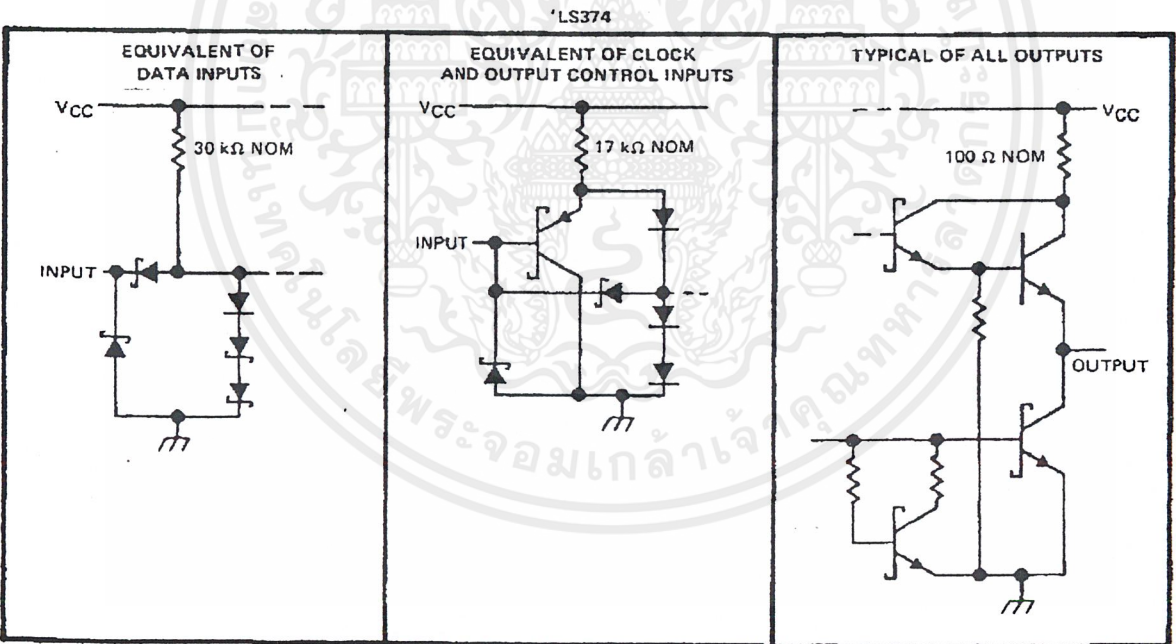 'LS374
EQUIVALENT OF
DATA INPUTS
VCC
30 kΩ NOM
INPUT
EQUIVALENT OF CLOCK
AND OUTPUT CONTROL INPUTS
VCC
17 kΩ NOM
INPUT
TYPICAL OF ALL OUTPUTS
VCC
100 Ω NOM
OUTPUT